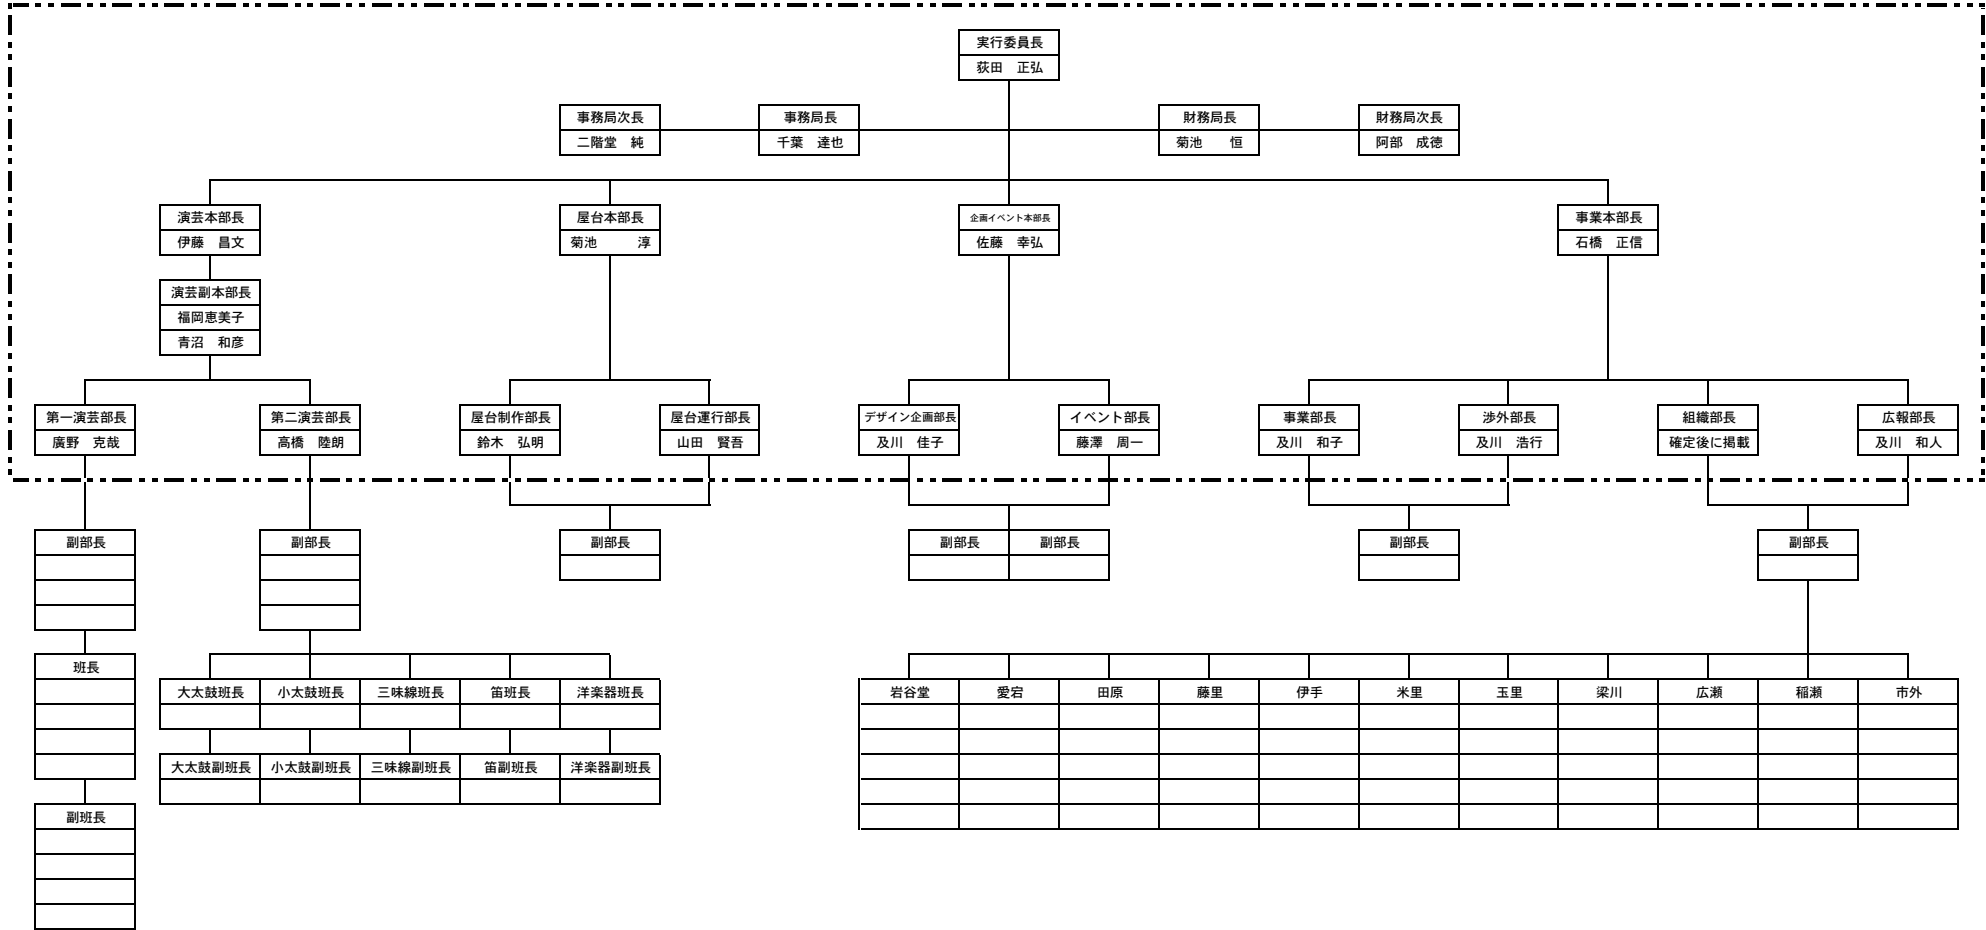 実行委員長
荻田　正弘
事務局次長
二階堂　純
事務局長
千葉　達也
財務局長
菊池　　恒
財務局次長
阿部　成徳
演芸本部長
伊藤　昌文
屋台本部長
菊池　　　淳
企画イベント本部長
佐藤　幸弘
事業本部長
石橋　正信
演芸副本部長
福岡恵美子
青沼　和彦
第一演芸部長
廣野　克哉
第二演芸部長
高橋　陸朗
屋台制作部長
鈴木　弘明
屋台運行部長
山田　賢吾
デザイン企画部長
及川　佳子
イベント部長
藤澤　周一
事業部長
及川　和子
渉外部長
及川　浩行
組織部長
確定後に掲載
広報部長
及川　和人
副部長
副部長
副部長
副部長
副部長
副部長
副部長
班長
大太鼓班長
小太鼓班長
三味線班長
笛班長
洋楽器班長
岩谷堂
愛宕
田原
藤里
伊手
米里
玉里
梁川
広瀬
稲瀬
市外
大太鼓副班長
小太鼓副班長
三味線副班長
笛副班長
洋楽器副班長
副班長